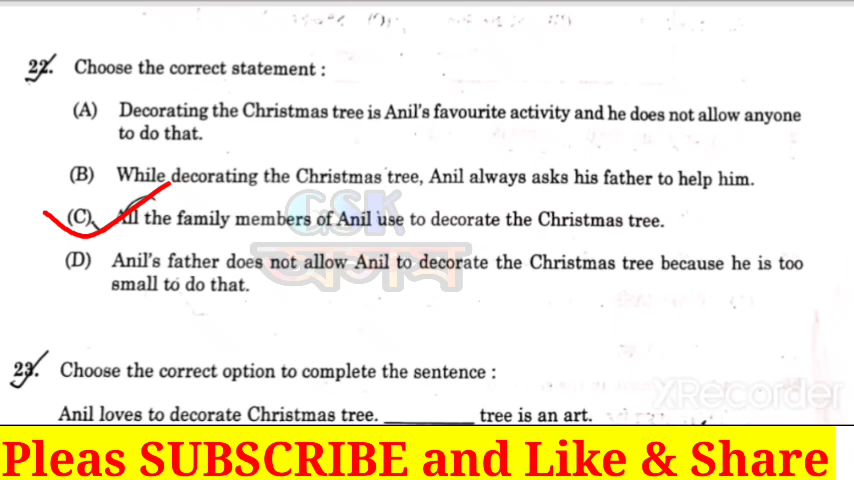 22. Choose the correct statement :
(A) Decorating the Christmas tree is Anil's favourite activity and he does not allow anyone
to do that.
(B) While decorating the Christmas tree, Anil always asks his father to help him.
(C) All the family members of Anil use to decorate the Christmas tree.
(D) Anil's father does not allow Anil to decorate the Christmas tree because he is too
small to do that.
GSK
23. Choose the correct option to complete the sentence :
XRecorder
Anil loves to decorate Christmas tree. ________ tree is an art.
Pleas SUBSCRIBE and Like & Share